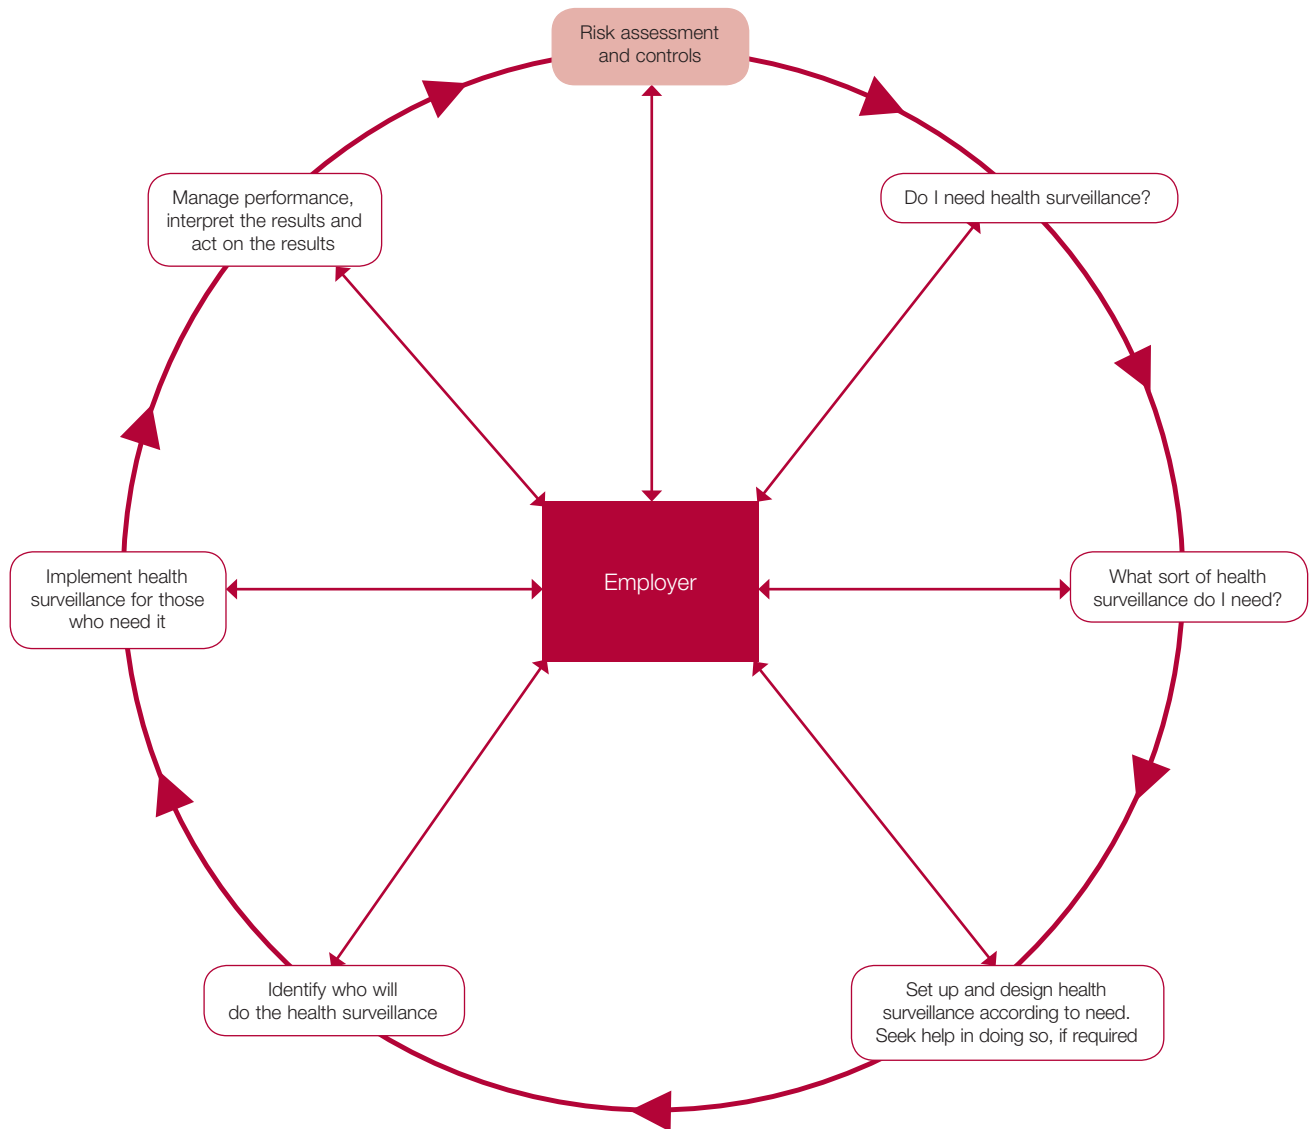 Risk assessment
and controls
Do I need health surveillance?
Manage performance,
interpret the results and
act on the results
What sort of health
surveillance do I need?
Employer
Implement health
surveillance for those
who need it
Set up and design health
surveillance according to need.
Seek help in doing so, if required
Identify who will
do the health surveillance